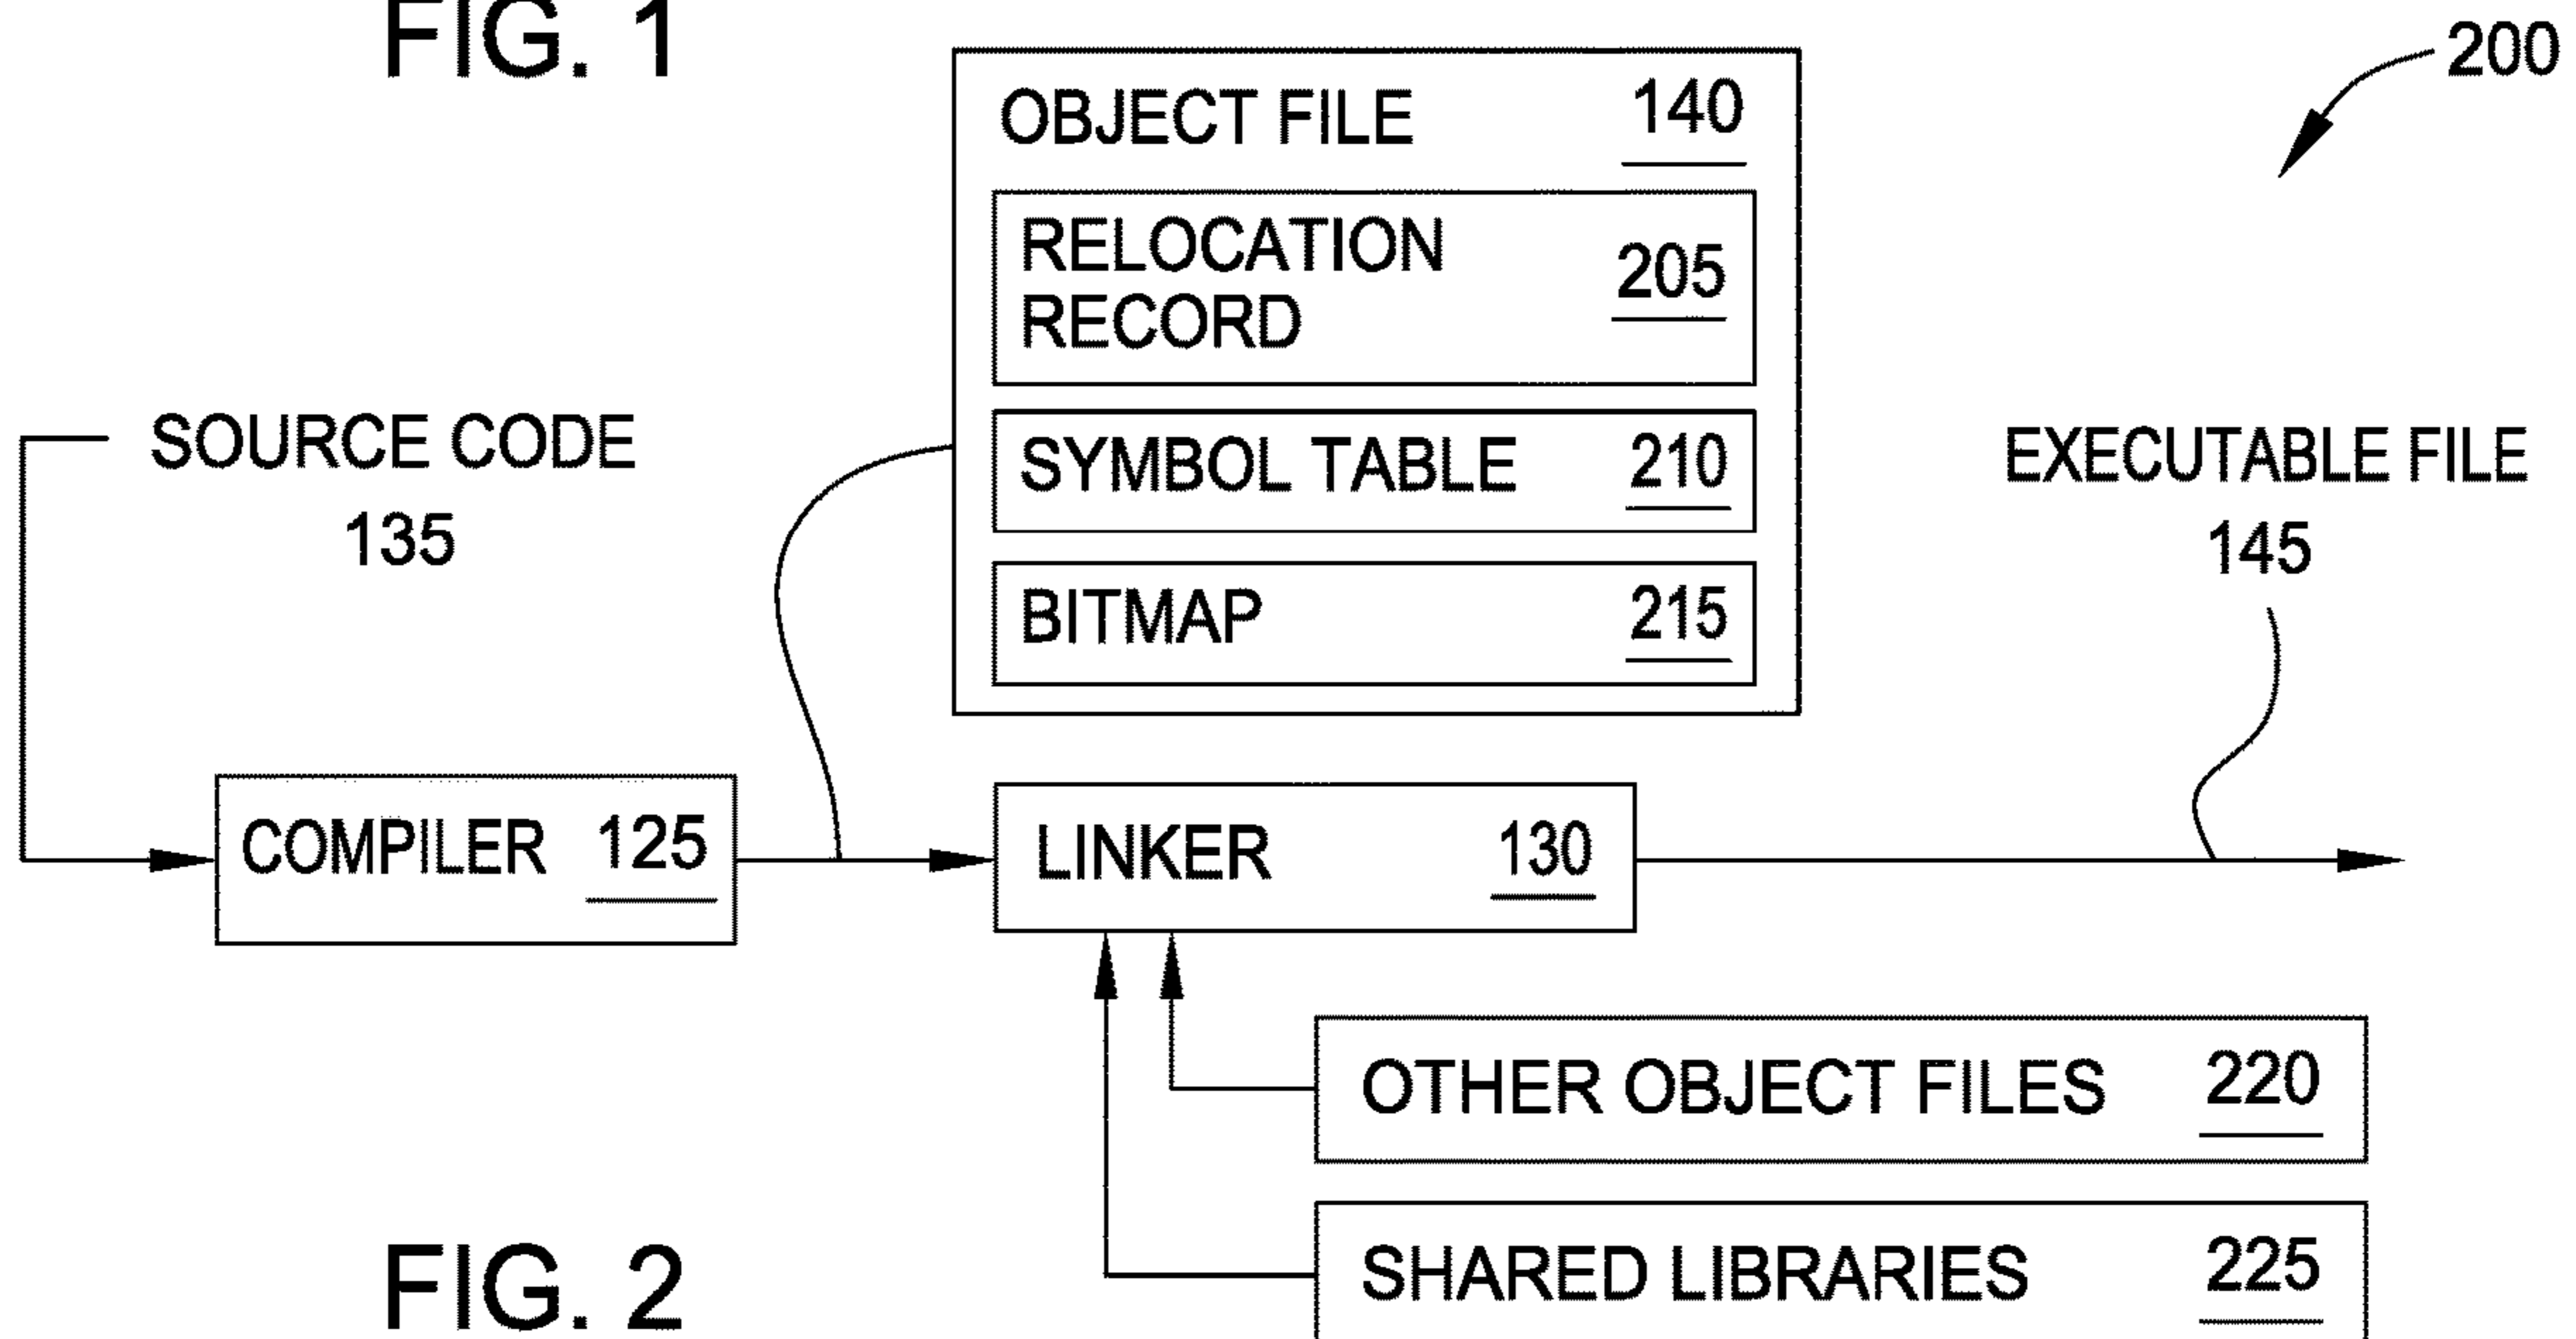 FIG. 1
200
OBJECT FILE 140
RELOCATION
RECORD 205
SYMBOL TABLE 210
BITMAP 215
SOURCE CODE
135
EXECUTABLE FILE
145
COMPILER 125
LINKER 130
OTHER OBJECT FILES 220
SHARED LIBRARIES 225
FIG. 2